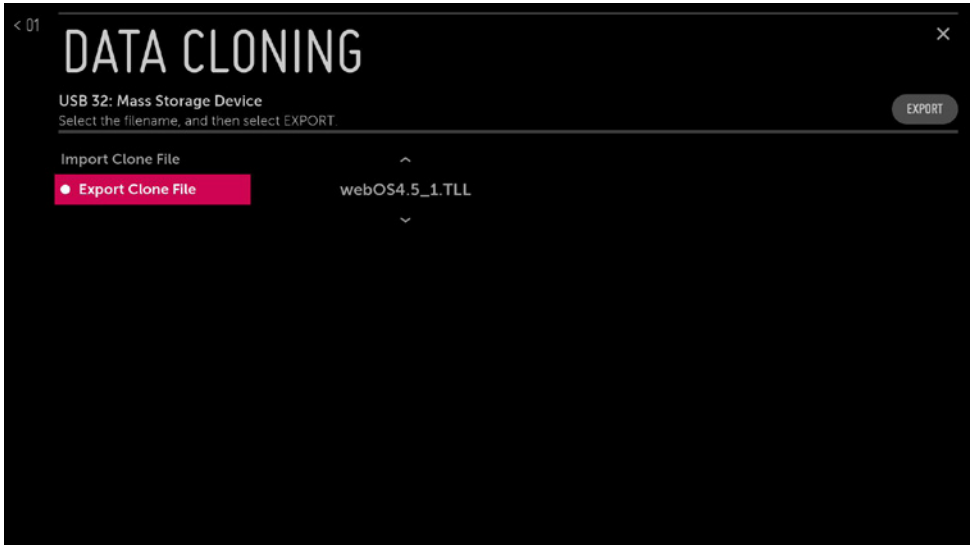 < 01
DATA CLONING
USB 32: Mass Storage Device
Select the filename, and then select EXPORT.
EXPORT
Import Clone File
Export Clone File
webOS4.5_1.TLL